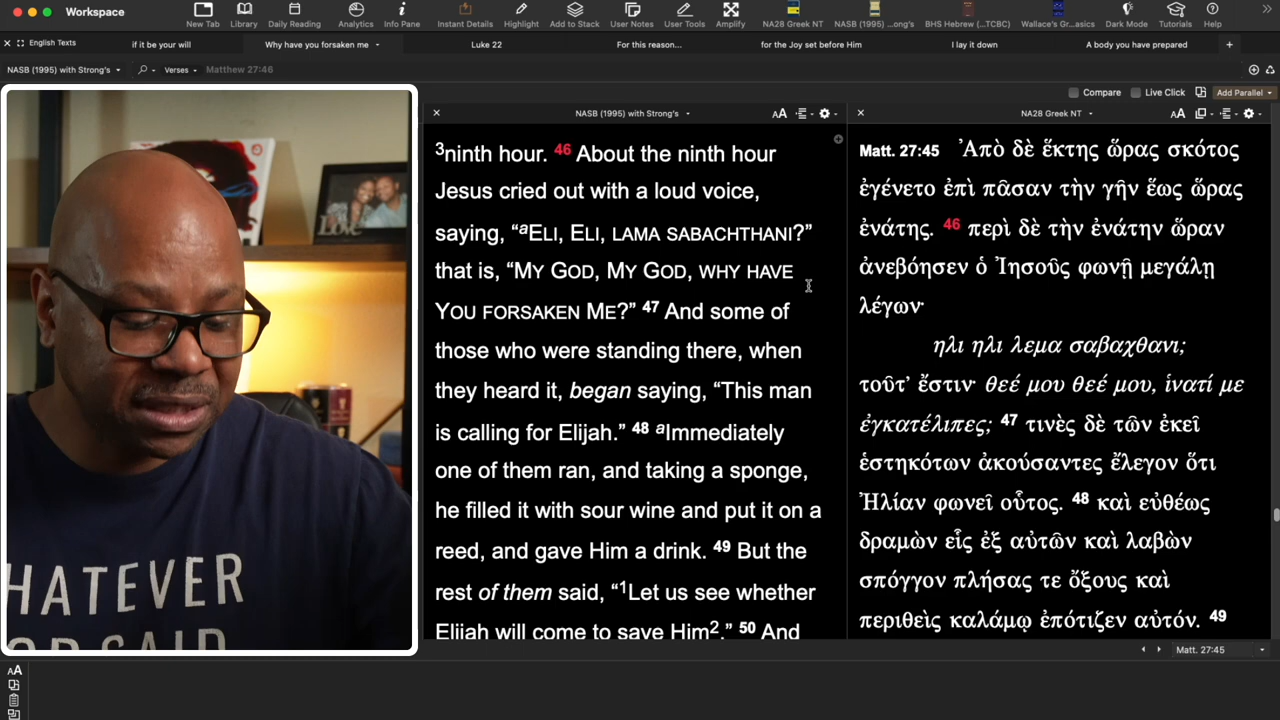 Workspace
New Tab
Library
Daily Reading
Analytics
Info Pane
Instant Details
Highlight
Add to Stack
User Notes
User Tools
Amplify
NA28 Greek NT
NASB (1995) ...ong's
BHS Hebrew (...TCBC)
Wallace's Gr...asics
Dark Mode
Tutorials
Help
English Texts
if it be your will
Why have you forsaken me
Luke 22
For this reason...
for the Joy set before Him
I lay it down
A body you have prepared
NASB (1995) with Strong's
Verses
Matthew 27:46
Compare
Live Click
Add Parallel
NASB (1995) with Strong's
3ninth hour. 46 About the ninth hour
Jesus cried out with a loud voice,
saying, “aELI, ELI, LAMA SABACHTHANI?”
that is, “MY GOD, MY GOD, WHY HAVE
YOU FORSAKEN ME?” 47 And some of
those who were standing there, when
they heard it, began saying, “This man
is calling for Elijah.” 48 aImmediately
one of them ran, and taking a sponge,
he filled it with sour wine and put it on a
reed, and gave Him a drink. 49 But the
rest of them said, “1Let us see whether
Elijah will come to save Him2.” 50 And
NA28 Greek NT
Matt. 27:45 Ἀπὸ δὲ ἕκτης ὥρας σκότος
ἐγένετο ἐπὶ πᾶσαν τὴν γῆν ἕως ὥρας
ἐνάτης. 46 περὶ δὲ τὴν ἐνάτην ὥραν
ἀνεβόησεν ὁ Ἰησοῦς φωνῇ μεγάλῃ
λέγων·
ηλι ηλι λεμα σαβαχθανι;
τοῦτ’ ἔστιν· θεέ μου θεέ μου, ἱνατί με
ἐγκατέλιπες; 47 τινὲς δὲ τῶν ἐκεῖ
ἑστηκότων ἀκούσαντες ἔλεγον ὅτι
Ἠλίαν φωνεῖ οὗτος. 48 καὶ εὐθέως
δραμὼν εἷς ἐξ αὐτῶν καὶ λαβὼν
σπόγγον πλήσας τε ὄξους καὶ
περιθεὶς καλάμῳ ἐπότιζεν αὐτόν. 49
Matt. 27:45
HATEVER
SAID
Love